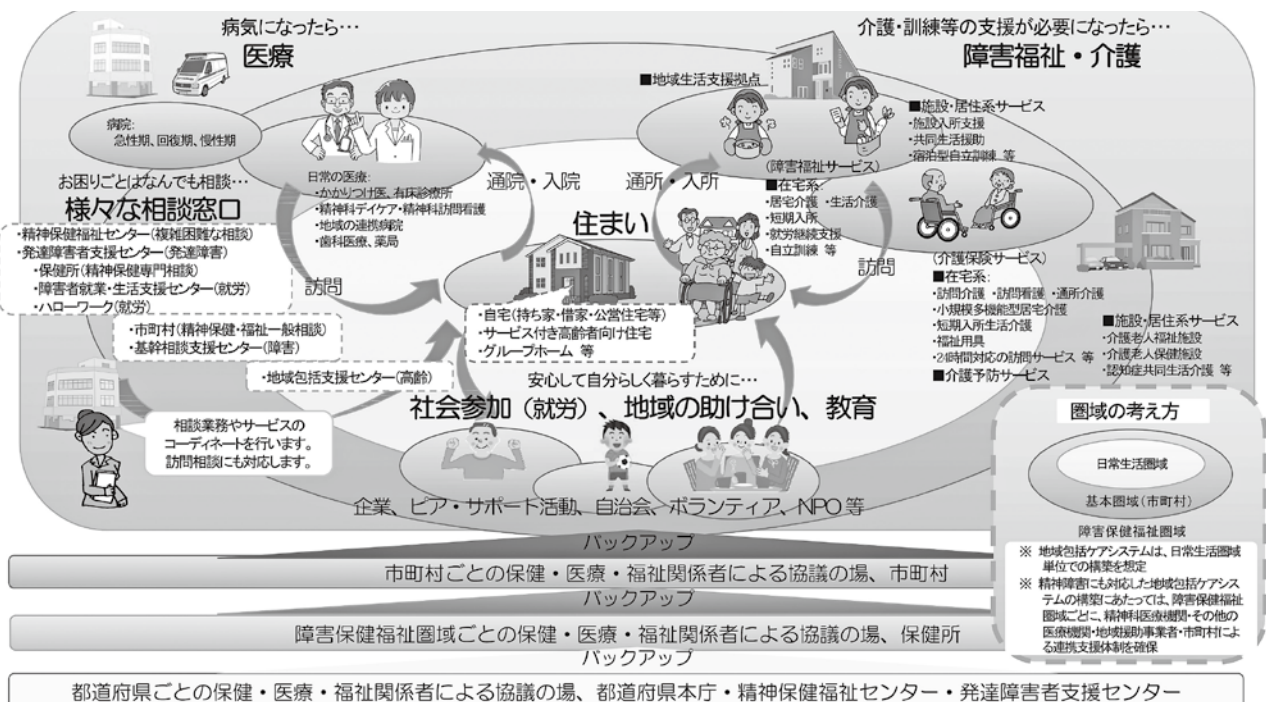 病気になったら…
医療
介護・訓練等の支援が必要になったら…
障害福祉・介護
病院:
急性期、回復期、慢性期
日常の医療:
・かかりつけ医、有床診療所
・精神科デイケア・精神科訪問看護
・地域の連携病院
・歯科医療、薬局
通院・入院
通所・入所
■地域生活支援拠点
■施設・居住系サービス
・施設入所支援
・共同生活援助
・宿泊型自立訓練 等
(障害福祉サービス)
■在宅系:
・居宅介護 ・生活介護
・短期入所
・就労継続支援
・自立訓練 等
お困りごとはなんでも相談…
様々な相談窓口
・精神保健福祉センター(複雑困難な相談)
・発達障害者支援センター(発達障害)
・保健所(精神保健専門相談)
・障害者就業・生活支援センター(就労)
・ハローワーク(就労)
・市町村(精神保健・福祉一般相談)
・基幹相談支援センター(障害)
・地域包括支援センター(高齢)
訪問
住まい
・自宅(持ち家・借家・公営住宅等)
・サービス付き高齢者向け住宅
・グループホーム 等
訪問
(介護保険サービス)
■在宅系:
・訪問介護 ・訪問看護 ・通所介護
・小規模多機能型居宅介護
・短期入所生活介護
・福祉用具
・24時間対応の訪問サービス 等
■介護予防サービス
■施設・居住系サービス
・介護老人福祉施設
・介護老人保健施設
・認知症共同生活介護 等
相談業務やサービスの
コーディネートを行います。
訪問相談にも対応します。
安心して自分らしく暮らすために…
社会参加(就労)、地域の助け合い、教育
企業、ピア・サポート活動、自治会、ボランティア、NPO 等
圏域の考え方
日常生活圏域
基本圏域(市町村)
障害保健福祉圏域
※ 地域包括ケアシステムは、日常生活圏域
単位での構築を想定
※ 精神障害にも対応した地域包括ケアシス
テムの構築にあたっては、障害保健福祉
圏域ごとに、精神科医療機関・その他の
医療機関・地域援助事業者・市町村によ
る連携支援体制を確保
バックアップ
市町村ごとの保健・医療・福祉関係者による協議の場、市町村
バックアップ
障害保健福祉圏域ごとの保健・医療・福祉関係者による協議の場、保健所
バックアップ
都道府県ごとの保健・医療・福祉関係者による協議の場、都道府県本庁・精神保健福祉センター・発達障害者支援センター